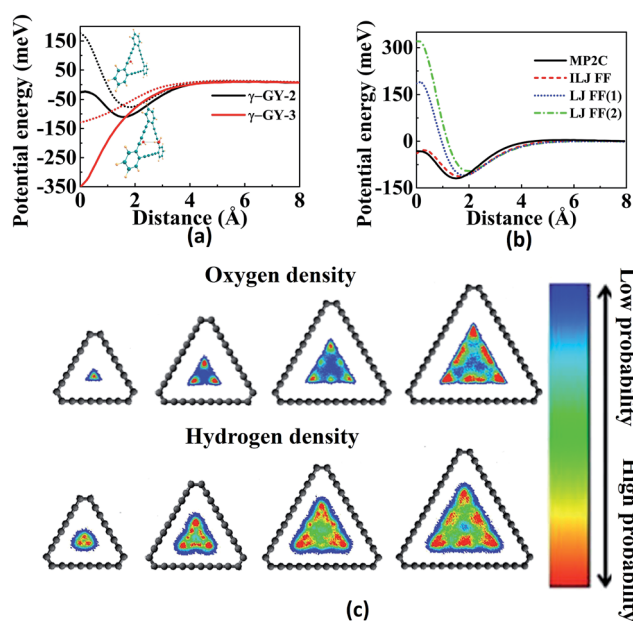 Potential energy (meV)
150
50
-50
-150
-250
-350
γ−GY-2
γ−GY-3
0 2 4 6 8
Distance (Å)
(a)
Potential energy (meV)
300
150
0
-150
MP2C
ILJ FF
LJ FF(1)
LJ FF(2)
0 2 4 6 8
Distance (Å)
(b)
Oxygen density
Hydrogen density
Low probability
High probability
(c)